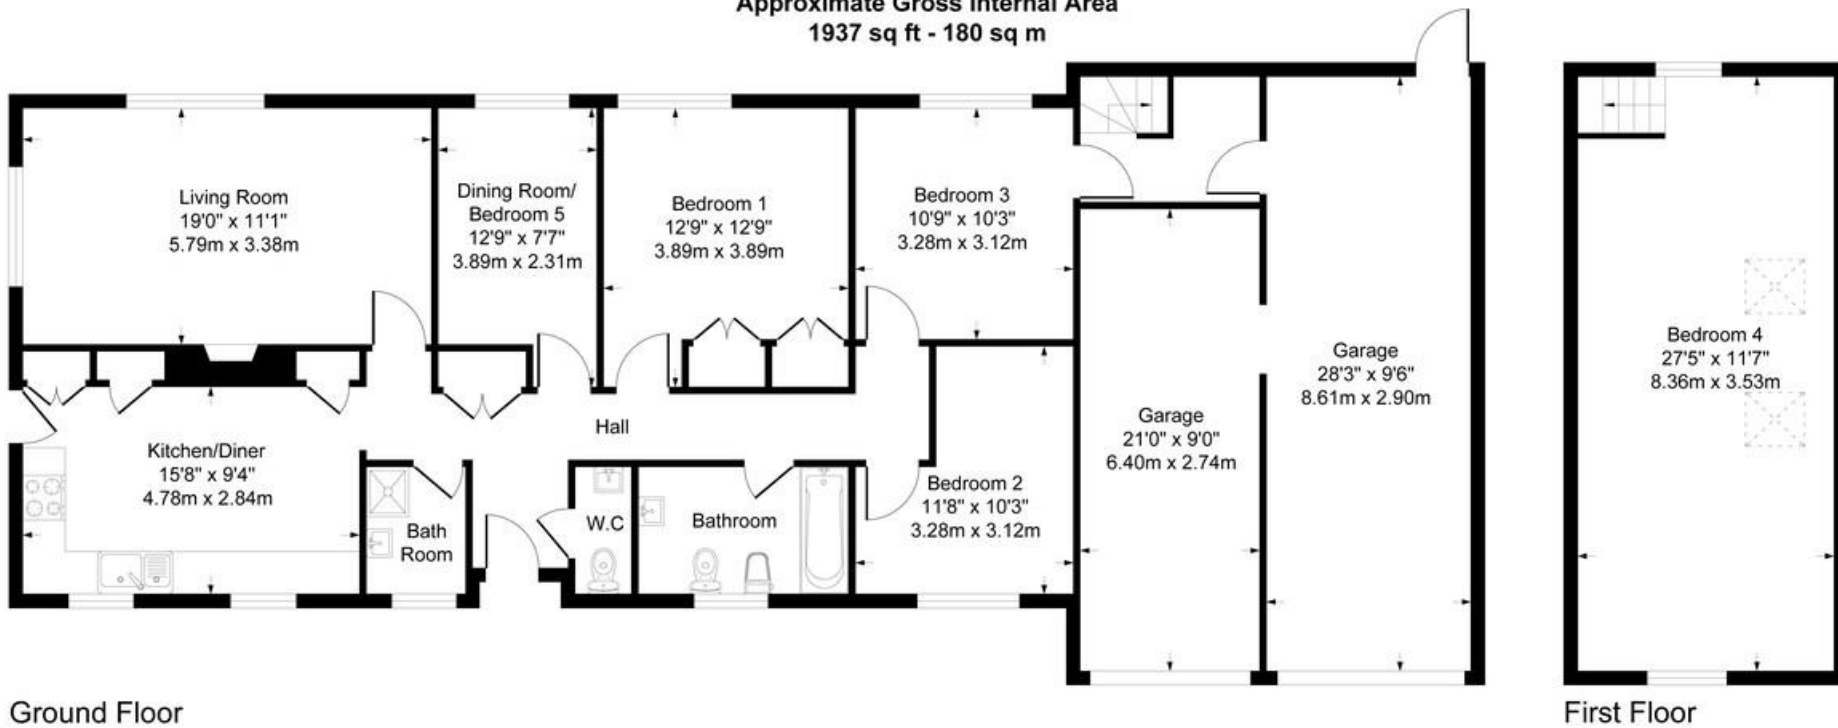 Approximate Gross Internal Area
1937 sq ft - 180 sq m
Living Room
19'0" x 11'1"
5.79m x 3.38m
Dining Room/
Bedroom 5
12'9" x 7'7"
3.89m x 2.31m
Bedroom 1
12'9" x 12'9"
3.89m x 3.89m
Bedroom 3
10'9" x 10'3"
3.28m x 3.12m
Kitchen/Diner
15'8" x 9'4"
4.78m x 2.84m
Hall
Bath
Room
W.C
Bathroom
Bedroom 2
11'8" x 10'3"
3.28m x 3.12m
Garage
21'0" x 9'0"
6.40m x 2.74m
Garage
28'3" x 9'6"
8.61m x 2.90m
Bedroom 4
27'5" x 11'7"
8.36m x 3.53m
Ground Floor
First Floor